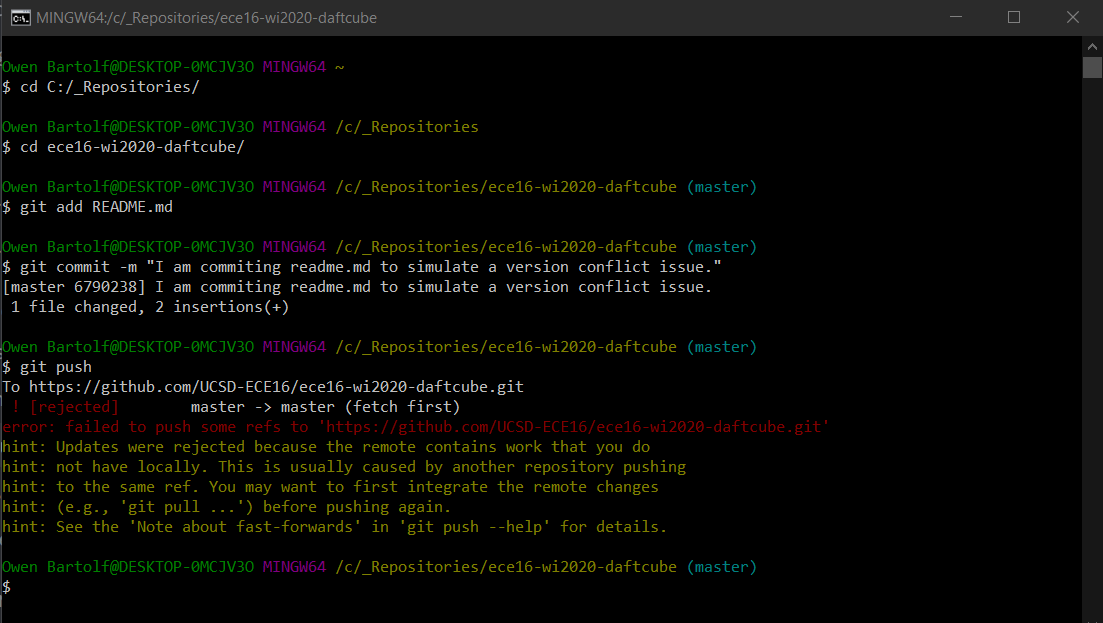 MINGW64:/c/_Repositories/ece16-wi2020-daftcube
Owen Bartolf@DESKTOP-0MCJV3O MINGW64 ~
$ cd C:/_Repositories/
Owen Bartolf@DESKTOP-0MCJV3O MINGW64 /c/_Repositories
$ cd ece16-wi2020-daftcube/
Owen Bartolf@DESKTOP-0MCJV3O MINGW64 /c/_Repositories/ece16-wi2020-daftcube (master)
$ git add README.md
Owen Bartolf@DESKTOP-0MCJV3O MINGW64 /c/_Repositories/ece16-wi2020-daftcube (master)
$ git commit -m "I am commiting readme.md to simulate a version conflict issue."
[master 6790238] I am commiting readme.md to simulate a version conflict issue.
 1 file changed, 2 insertions(+)
Owen Bartolf@DESKTOP-0MCJV3O MINGW64 /c/_Repositories/ece16-wi2020-daftcube (master)
$ git push
To https://github.com/UCSD-ECE16/ece16-wi2020-daftcube.git
 ! [rejected]        master -> master (fetch first)
error: failed to push some refs to 'https://github.com/UCSD-ECE16/ece16-wi2020-daftcube.git'
hint: Updates were rejected because the remote contains work that you do
hint: not have locally. This is usually caused by another repository pushing
hint: to the same ref. You may want to first integrate the remote changes
hint: (e.g., 'git pull ...') before pushing again.
hint: See the 'Note about fast-forwards' in 'git push --help' for details.
Owen Bartolf@DESKTOP-0MCJV3O MINGW64 /c/_Repositories/ece16-wi2020-daftcube (master)
$